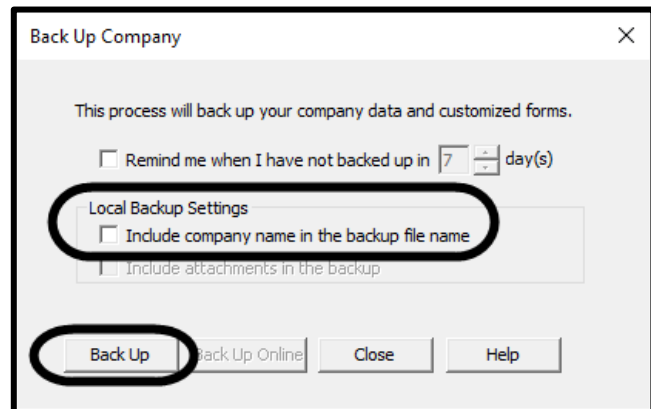 Back Up Company
This process will back up your company data and customized forms.
Remind me when I have not backed up in 7 day(s)
Local Backup Settings
Include company name in the backup file name
Include attachments in the backup
Back Up Back Up Online Close Help